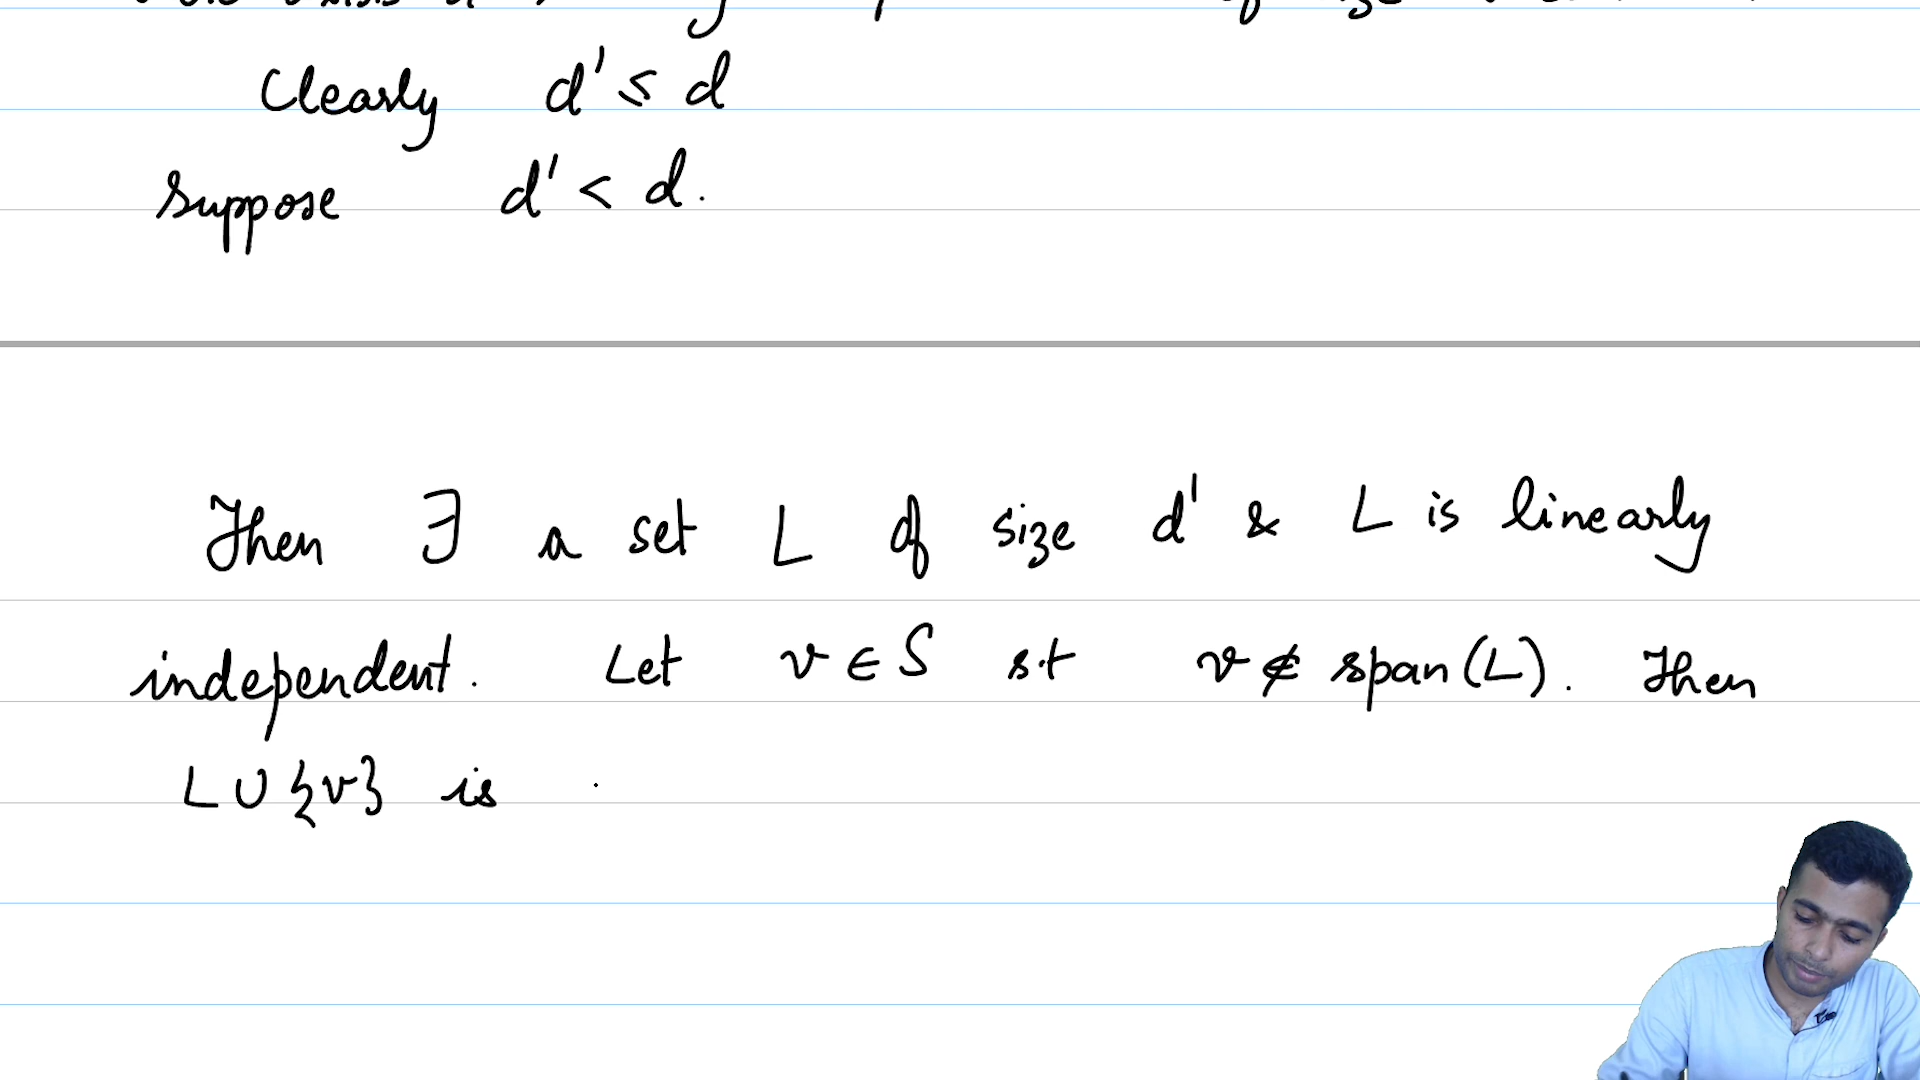 Clearly d' ≤ d
Suppose d' < d.
Then ∃ a set L of size d' & L is linearly
independent. Let v ∈ S s.t v ∉ span(L). Then
L ∪ {v} is